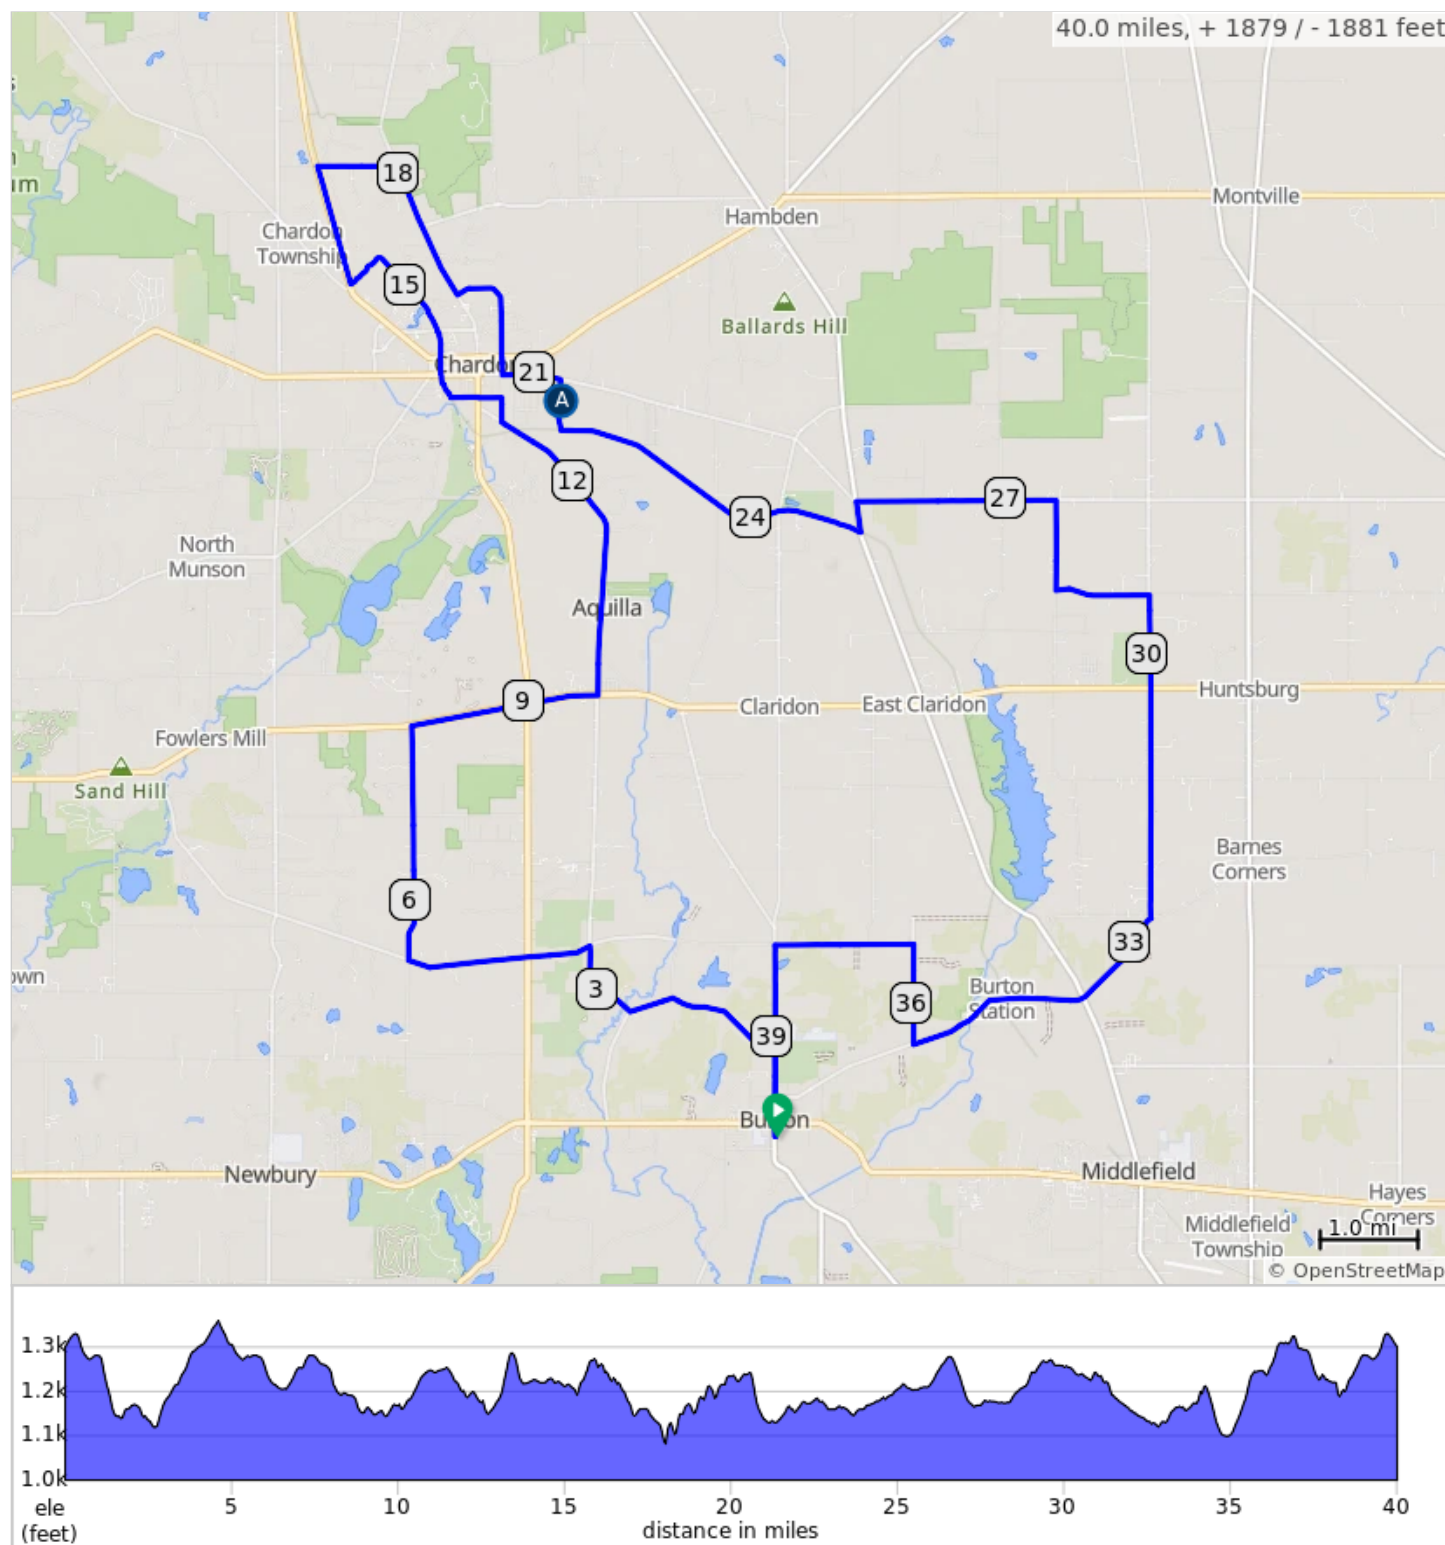 40.0 miles, + 1879 / - 1881 feet
18
Montville
Hambden
Chardon
Township
15
Ballards Hill
Chardon
21
A
12
27
24
North
Munson
Aquilla
30
Huntsburg
9
Claridon
East Claridon
Fowlers Mill
Sand Hill
Barnes
Corners
6
33
3
36
Burton
Station
39
Burton
Newbury
Middlefield
Hayes
Corners
Middlefield
Township
1.0 mi
© OpenStreetMap
1.3k
1.2k
1.1k
1.0k
ele
(feet)
5
10
15
20
25
30
35
40
distance in miles